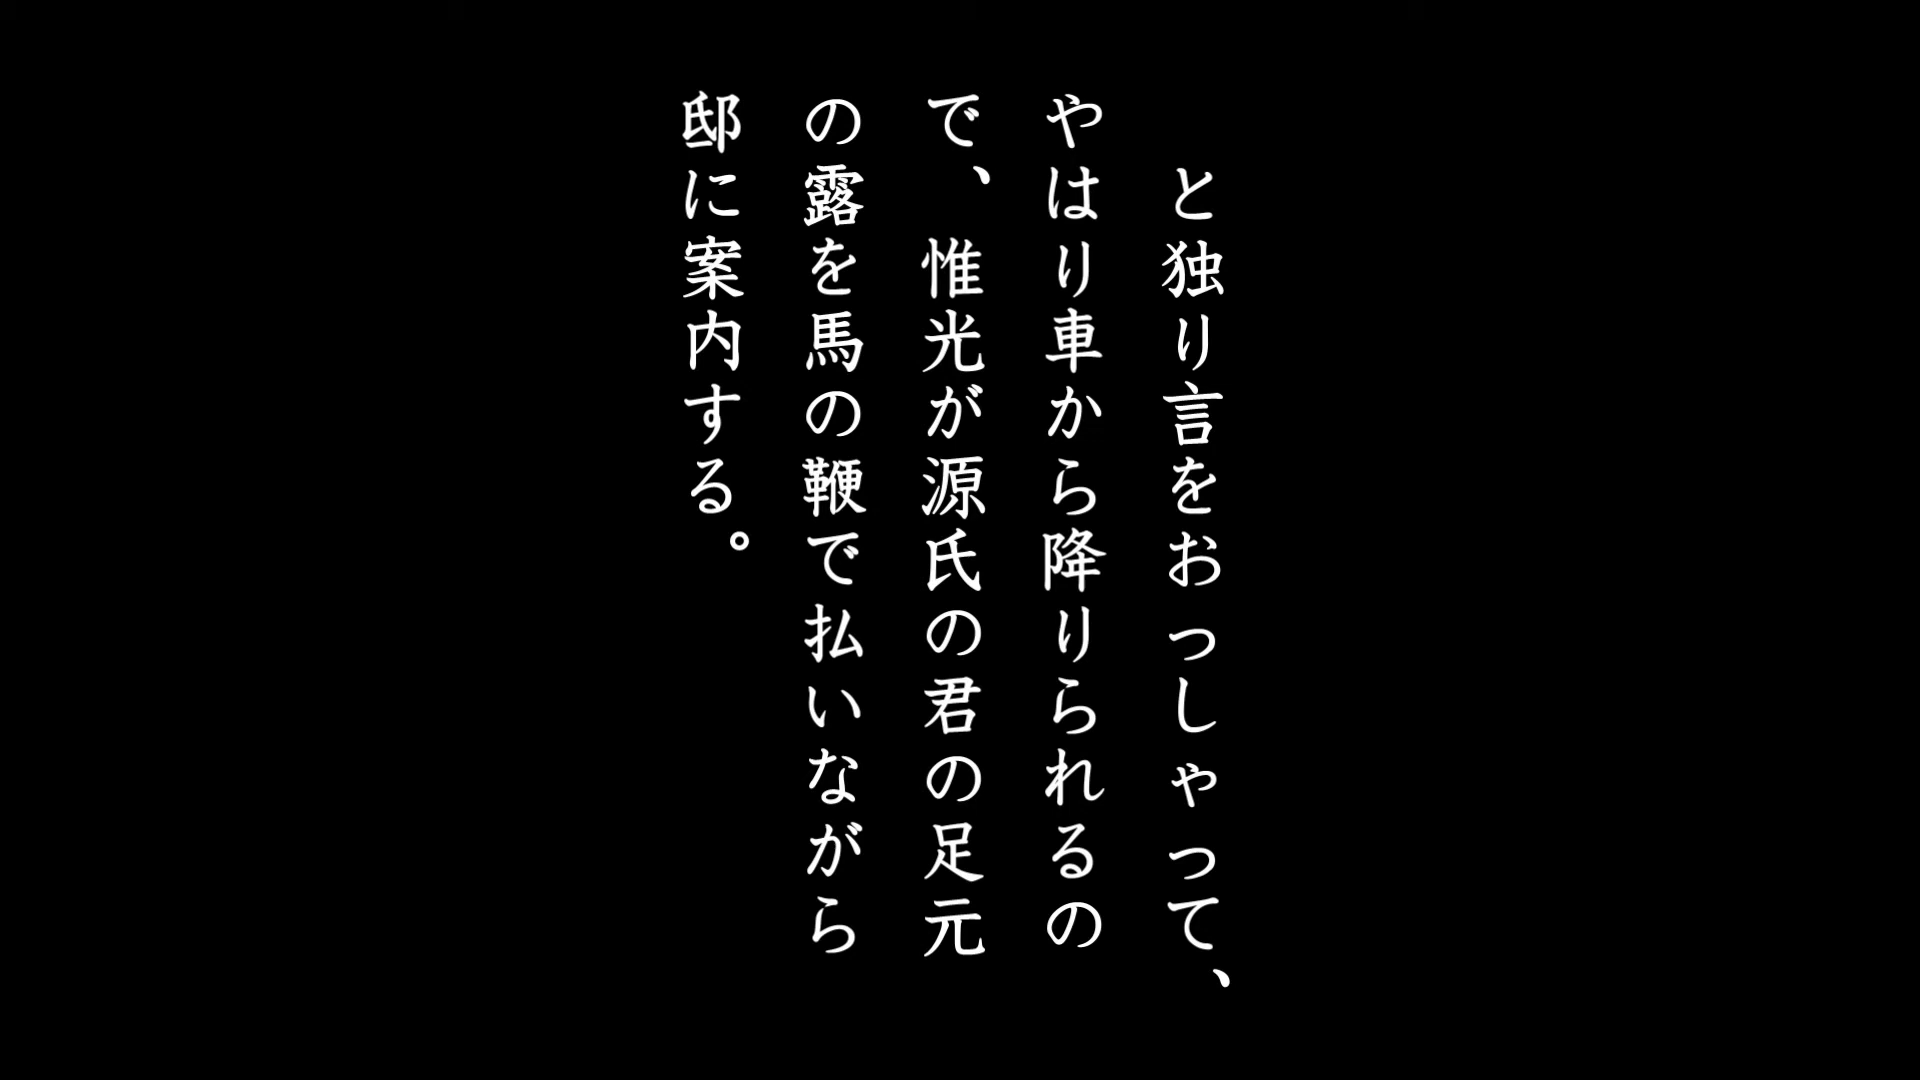 と独り言をおっしゃって、
やはり車から降りられるの
で、惟光が源氏の君の足元
の露を馬の鞭で払いながら
邸に案内する。